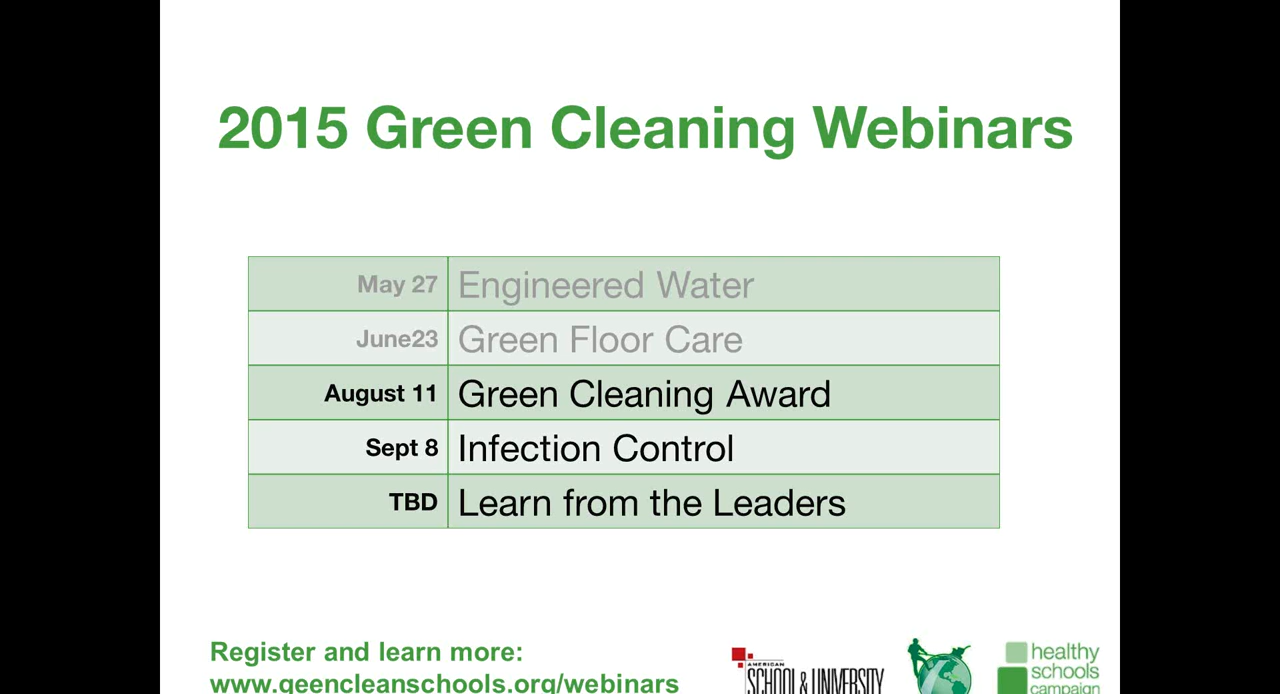 2015 Green Cleaning Webinars
May 27 Engineered Water
June23 Green Floor Care
August 11 Green Cleaning Award
Sept 8 Infection Control
TBD Learn from the Leaders
Register and learn more:
www.geencleanschools.org/webinars
AMERICAN
SCHOOL & UNIVERSITY
healthy
schools
campaign